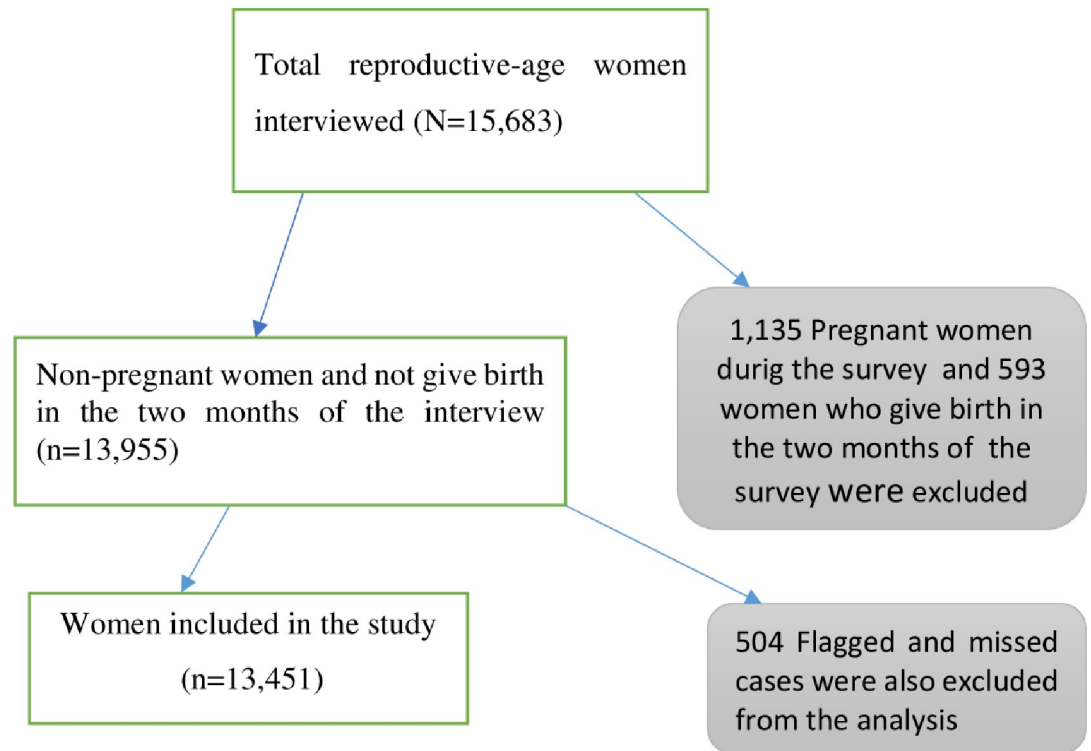 Total reproductive-age women
interviewed (N=15,683)
1,135 Pregnant women
durig the survey and 593
women who give birth in
the two months of the
survey were excluded
Non-pregnant women and not give birth
in the two months of the interview
(n=13,955)
Women included in the study
(n=13,451)
504 Flagged and missed
cases were also excluded
from the analysis